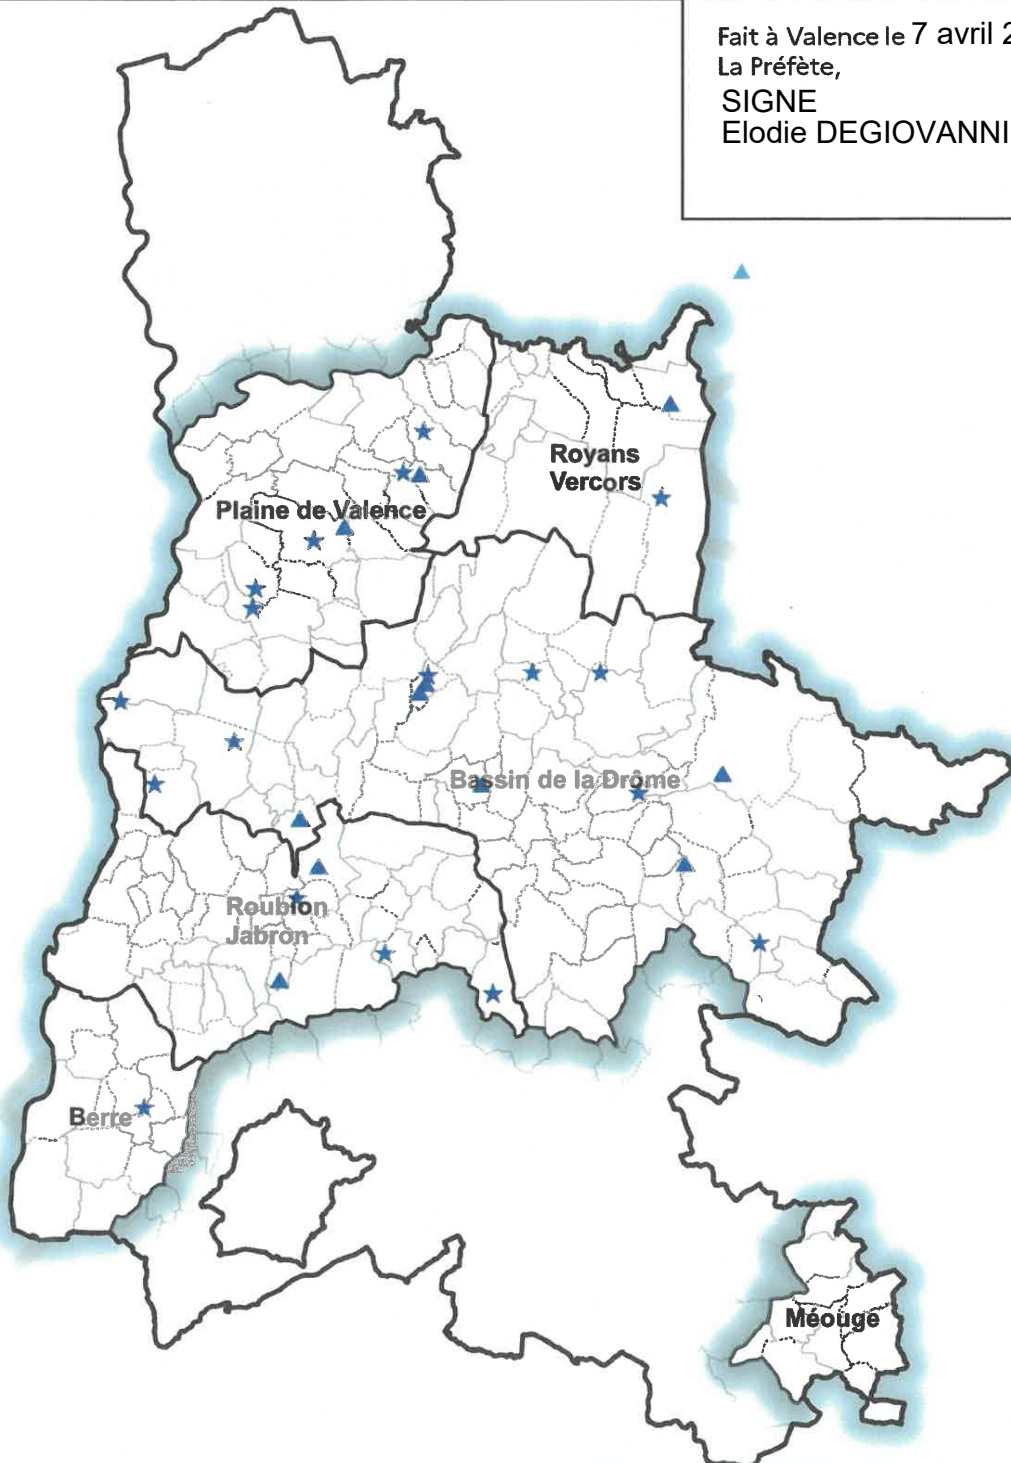 Fait à Valence le 7 avril 2
La Préfète,
SIGNE
Elodie DEGIOVANNI
Royans
Vercors
Plaine de Valence
Bassin de la Drôme
Roubion
Jabron
Berre
Méouge